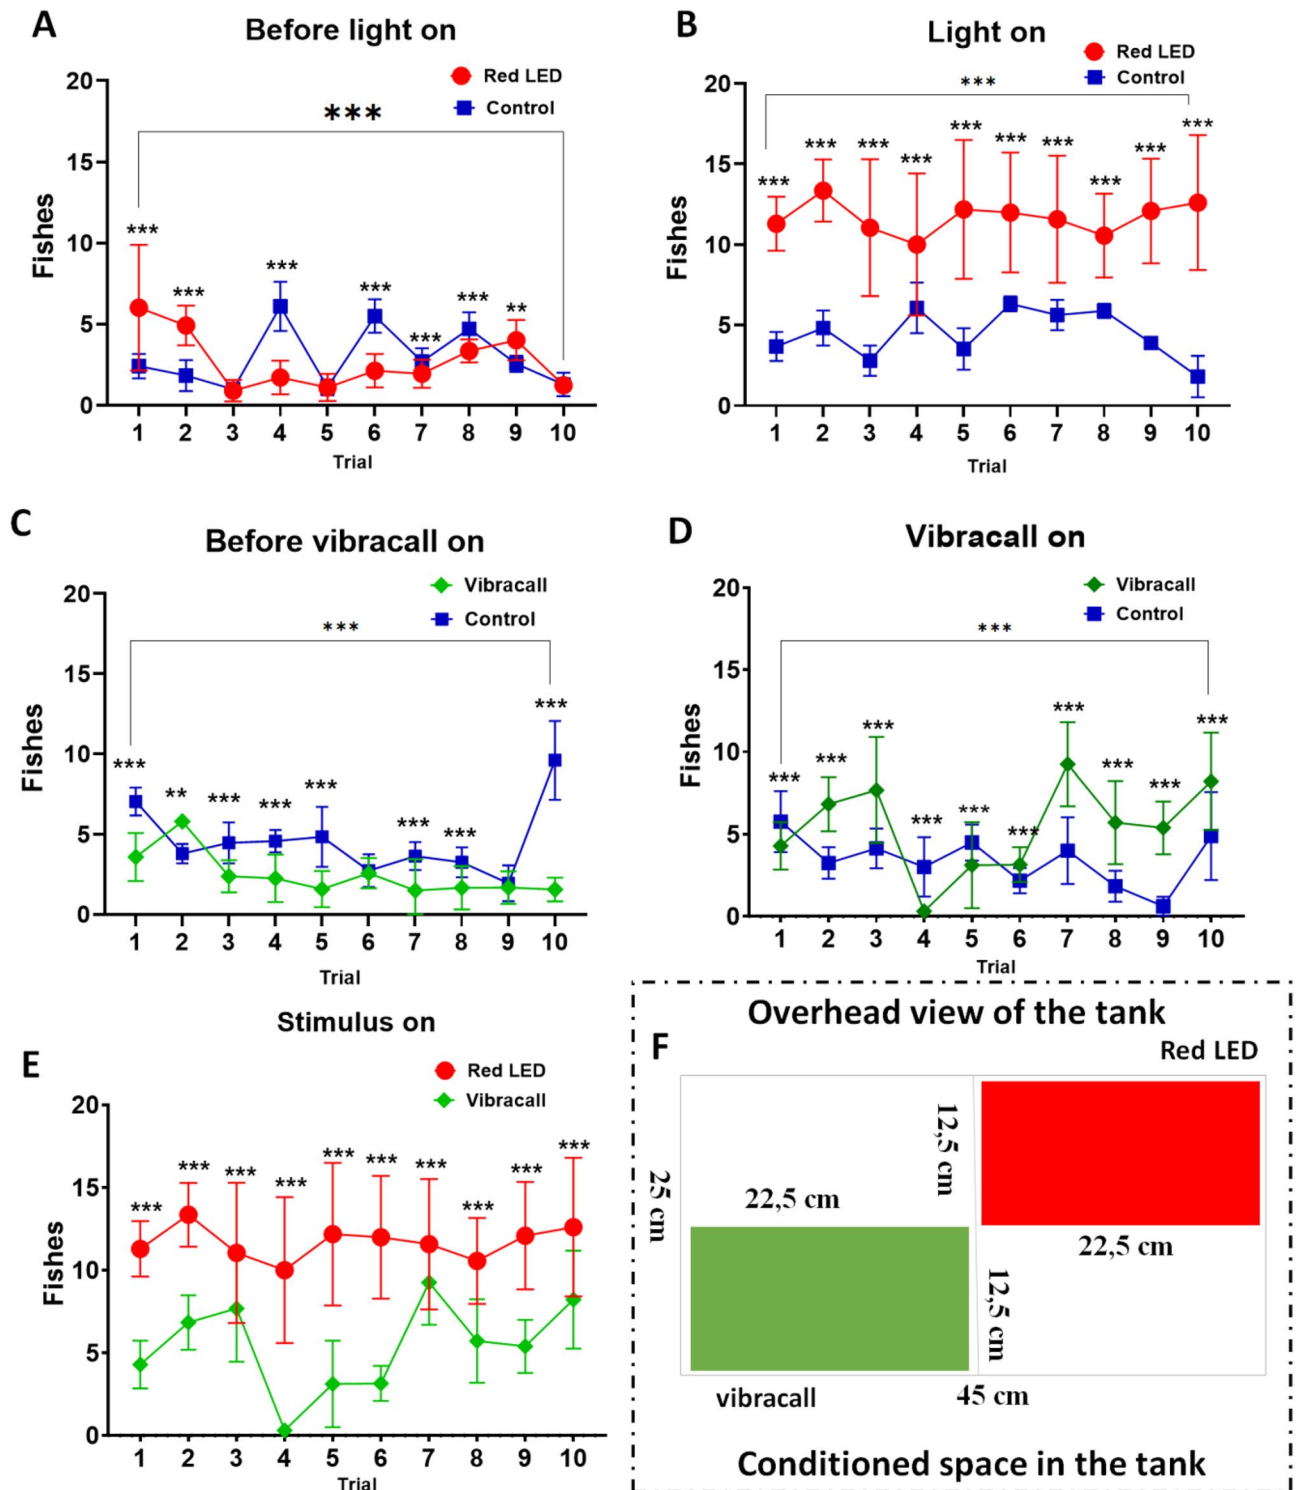 A
Before light on
Red LED
Control
***
*** *** *** *** *** *** **
20
15
10
5
0
Fishes
1 2 3 4 5 6 7 8 9 10
Trial
B
Light on
Red LED
Control
***
*** *** *** *** *** *** *** *** *** ***
20
15
10
5
0
Fishes
1 2 3 4 5 6 7 8 9 10
Trial
C
Before vibracall on
Vibracall
Control
***
*** ** *** *** *** *** *** ***
20
15
10
5
0
Fishes
1 2 3 4 5 6 7 8 9 10
Trial
D
Vibracall on
Vibracall
Control
***
*** *** *** *** *** *** *** *** *** ***
20
15
10
5
0
Fishes
1 2 3 4 5 6 7 8 9 10
Trial
E
Stimulus on
Red LED
Vibracall
*** *** *** *** *** *** *** *** *** ***
20
15
10
5
0
Fishes
1 2 3 4 5 6 7 8 9 10
Trial
Overhead view of the tank
F
Red LED
12,5 cm
25 cm
22,5 cm
22,5 cm
12,5 cm
vibracall
45 cm
Conditioned space in the tank